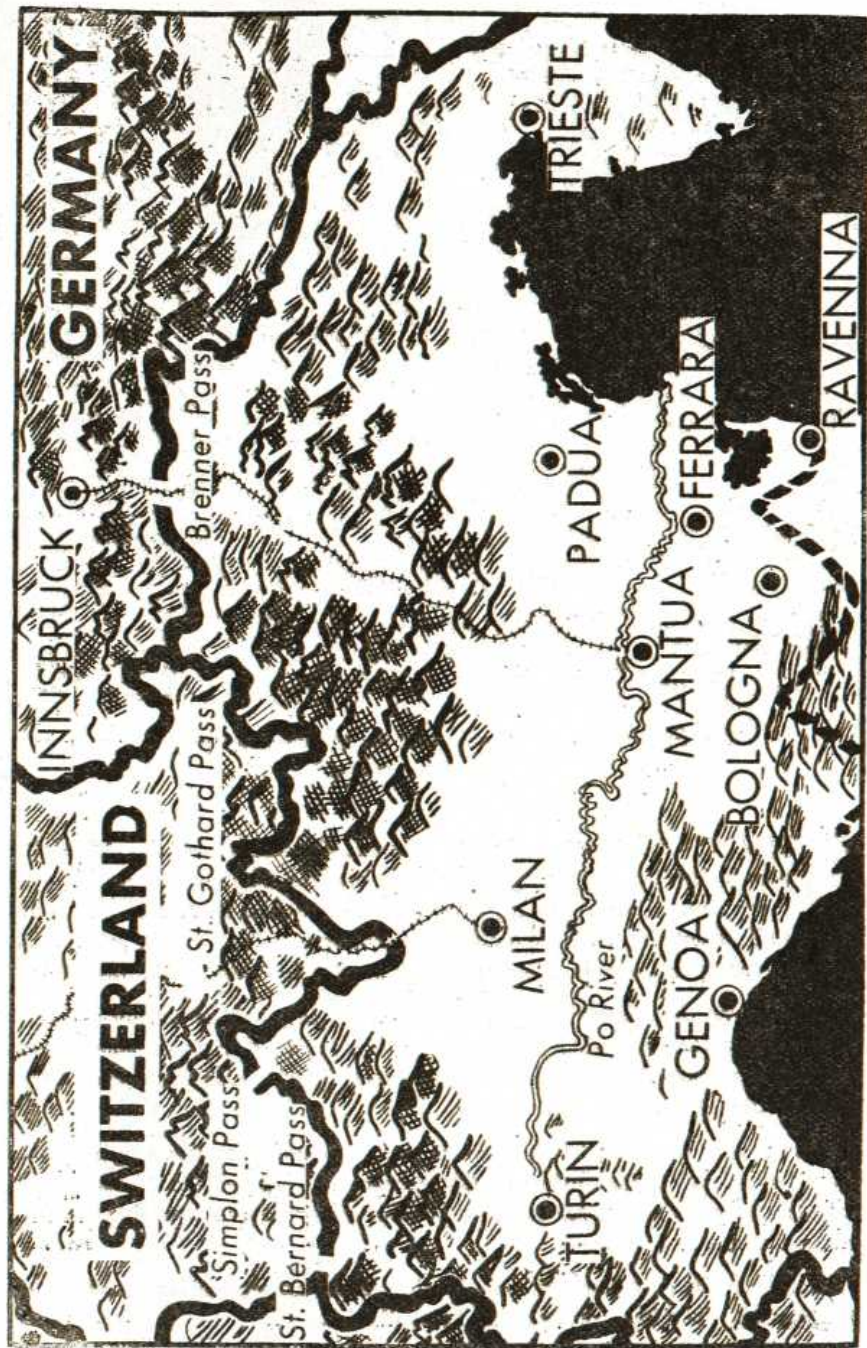 GERMANY
INNSBRUCK
SWITZERLAND
Brenner Pass
St. Gothard Pass
Simplon Pass
St. Bernard Pass
TRIESTE
MILAN
PADUA
TURIN
Po River
MANTUA
FERRARA
GENOA
BOLOGNA
RAVENNA